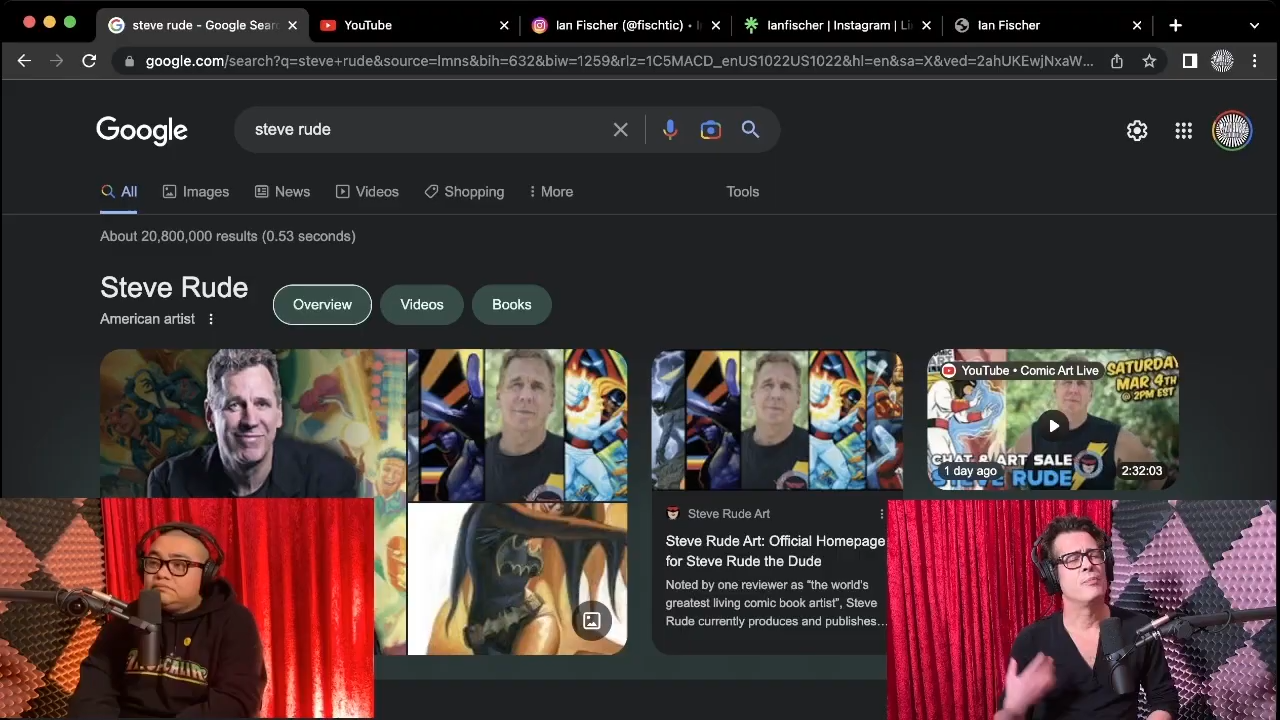 steve rude - Google Sear
YouTube
Ian Fischer (@fischtic) • I
Ianfischer | Instagram | Li
Ian Fischer
google.com/search?q=steve+rude&source=lmns&bih=632&biw=1259&rlz=1C5MACD_enUS1022US1022&hl=en&sa=X&ved=2ahUKEwjNxaW...
Google
steve rude
All
Images
News
Videos
Shopping
More
Tools
About 20,800,000 results (0.53 seconds)
Steve Rude
American artist
Overview
Videos
Books
YouTube • Comic Art Live
SATURDAY
MAR 4TH
@ 2PM EST
CHAT & ART SALE
STEVE RUDE
1 day ago
2:32:03
Steve Rude Art
Steve Rude Art: Official Homepage
for Steve Rude the Dude
Noted by one reviewer as “the world’s
greatest living comic book artist”, Steve
Rude currently produces and publishes...